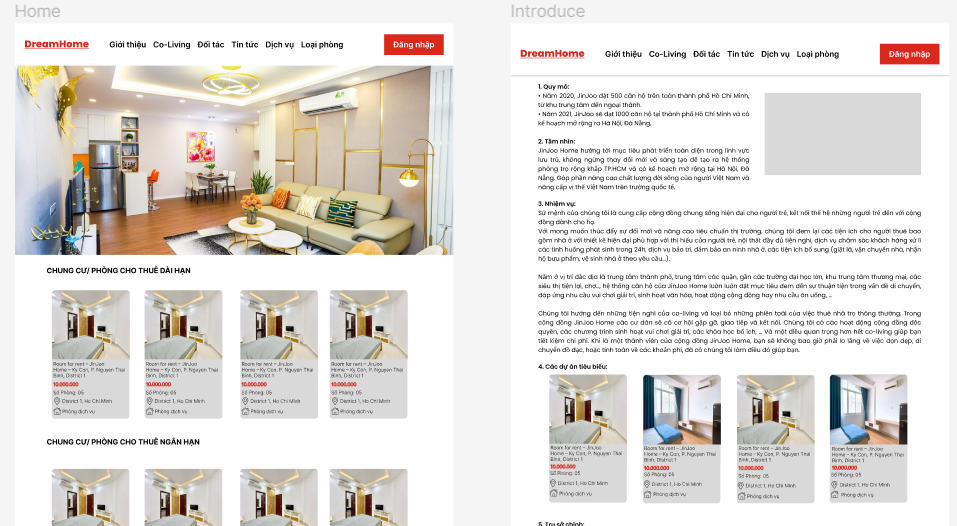 Home
DreamHome
Giới thiệu Co-Living Đối tác Tin tức Dịch vụ Loại phòng
Đăng nhập
CHUNG CƯ/ PHÒNG CHO THUÊ DÀI HẠN
Room for rent - JinJoo
Home - Ky Con, P. Nguyen Thai
Binh, District 1
10.000.000
Số Phòng: 05
District 1, Ho Chi Minh
Phòng dịch vụ
Room for rent - JinJoo
Home - Ky Con, P. Nguyen Thai
Binh, District 1
10.000.000
Số Phòng: 05
District 1, Ho Chi Minh
Phòng dịch vụ
Room for rent - JinJoo
Home - Ky Con, P. Nguyen Thai
Binh, District 1
10.000.000
Số Phòng: 05
District 1, Ho Chi Minh
Phòng dịch vụ
Room for rent - JinJoo
Home - Ky Con, P. Nguyen Thai
Binh, District 1
10.000.000
Số Phòng: 05
District 1, Ho Chi Minh
Phòng dịch vụ
CHUNG CƯ/ PHÒNG CHO THUÊ NGẮN HẠN
Introduce
DreamHome
Giới thiệu Co-Living Đối tác Tin tức Dịch vụ Loại phòng
Đăng nhập
1. Quy mô:
• Năm 2020, JinJoo đạt 500 căn hộ trên toàn thành phố Hồ Chí Minh,
từ khu trung tâm đến ngoại thành.
• Năm 2021, JinJoo sẽ đạt 1000 căn hộ tại thành phố Hồ Chí Minh và có
kế hoạch mở rộng ra Hà Nội, Đà Nẵng.
2. Tầm nhìn:
JinJoo Home hướng tới mục tiêu phát triển toàn diện trong lĩnh vực
lưu trú, không ngừng thay đổi mới và sáng tạo để tạo ra hệ thống
phòng trọ rộng khắp TP.HCM và có kế hoạch mở rộng tại Hà Nội, Đà
Nẵng. Góp phần nâng cao chất lượng đời sống của người Việt Nam và
nâng cấp vị thế Việt Nam trên trường quốc tế.
3. Nhiệm vụ:
Sứ mệnh của chúng tôi là cung cấp cộng đồng chung sống hiện đại cho người trẻ, kết nối thế hệ những người trẻ đến với cộng
đồng dành cho họ.
Với mong muốn thúc đẩy sự đổi mới và nâng cao tiêu chuẩn thị trường, chúng tôi đem lại các tiện ích cho người thuê bao
gồm nhà ở với thiết kế hiện đại phù hợp với thị hiếu của người trẻ, nội thất đầy đủ tiện nghi, dịch vụ chăm sóc khách hàng xử lí
các tình huống phát sinh trong 24h, dịch vụ bảo trì, đảm bảo an ninh nhà ở, các tiện ích bổ sung (giặt là, vận chuyển nhà, nhận
hộ bưu phẩm, vệ sinh nhà ở theo yêu cầu...).
Nằm ở vị trí đắc địa là trung tâm thành phố, trung tâm các quận, gần các trường đại học lớn, khu trung tâm thương mại, các
siêu thị tiện lợi, chợ... hệ thống căn hộ của JinJoo Home luôn luôn đặt mục tiêu đem đến sự thuận tiện trong vấn đề di chuyển,
đáp ứng nhu cầu vui chơi giải trí, sinh hoạt văn hóa, hoạt động cộng đồng hay nhu cầu ăn uống, ...
Chúng tôi hướng đến những tiện nghi của co-living và loại bỏ những phiền toái của việc thuê nhà trọ thông thường. Trong
cộng đồng JinJoo Home các cư dân sẽ có cơ hội gặp gỡ, giao tiếp và kết nối. Chúng tôi có các hoạt động cộng đồng độc
quyền, các chương trình sinh hoạt vui chơi giải trí, các khóa học bổ ích, ... Và một điều quan trọng hơn hết co-living giúp bạn
tiết kiệm chi phí. Khi là một thành viên của cộng đồng JinJoo Home, bạn sẽ không bao giờ phải lo lắng về việc dọn dẹp, di
chuyển đồ đạc, hoặc tính toán về các khoản phí, đã có chúng tôi làm điều đó giúp bạn.
4. Các dự án tiêu biểu:
Room for rent - JinJoo
Home - Ky Con, P. Nguyen Thai
Binh, District 1
10.000.000
Số Phòng: 05
District 1, Ho Chi Minh
Phòng dịch vụ
Room for rent - JinJoo
Home - Ky Con, P. Nguyen Thai
Binh, District 1
10.000.000
Số Phòng: 05
District 1, Ho Chi Minh
Phòng dịch vụ
Room for rent - JinJoo
Home - Ky Con, P. Nguyen Thai
Binh, District 1
10.000.000
Số Phòng: 05
District 1, Ho Chi Minh
Phòng dịch vụ
Room for rent - JinJoo
Home - Ky Con, P. Nguyen Thai
Binh, District 1
10.000.000
Số Phòng: 05
District 1, Ho Chi Minh
Phòng dịch vụ
5. Trụ sở chính: